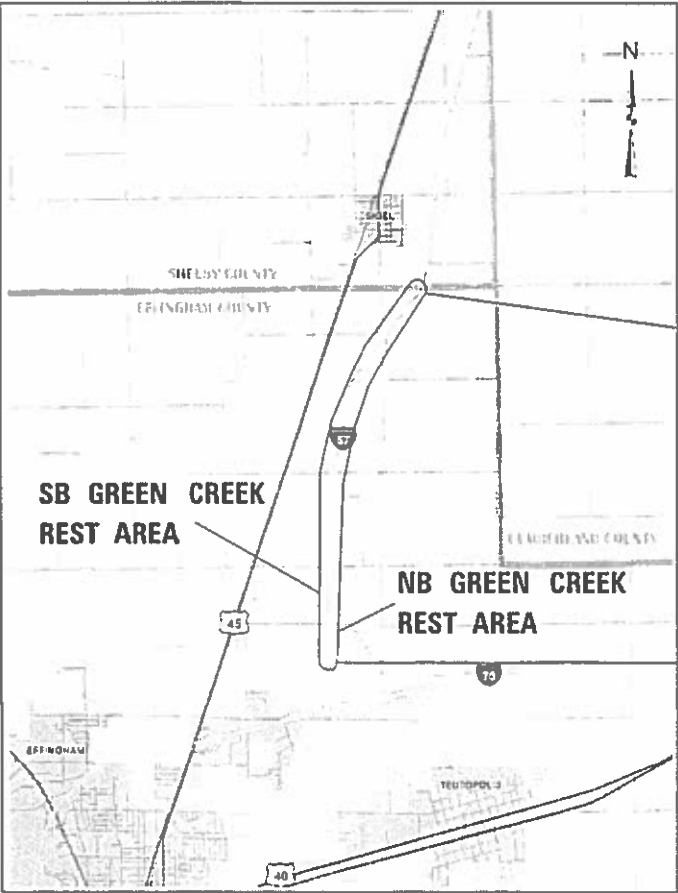 N
SIGEL
SHELBY COUNTY
EFFINGHAM COUNTY
57
SB GREEN CREEK
REST AREA
CUMBERLAND COUNTY
NB GREEN CREEK
REST AREA
45
70
EFFINGHAM
TEUTOPOLIS
40